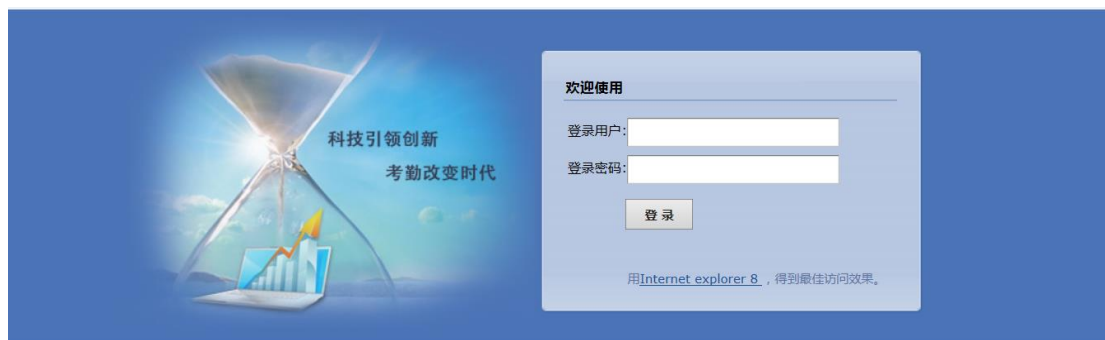 科技引领创新
考勤改变时代
欢迎使用
登录用户:
登录密码:
登 录
用Internet explorer 8 ，得到最佳访问效果。